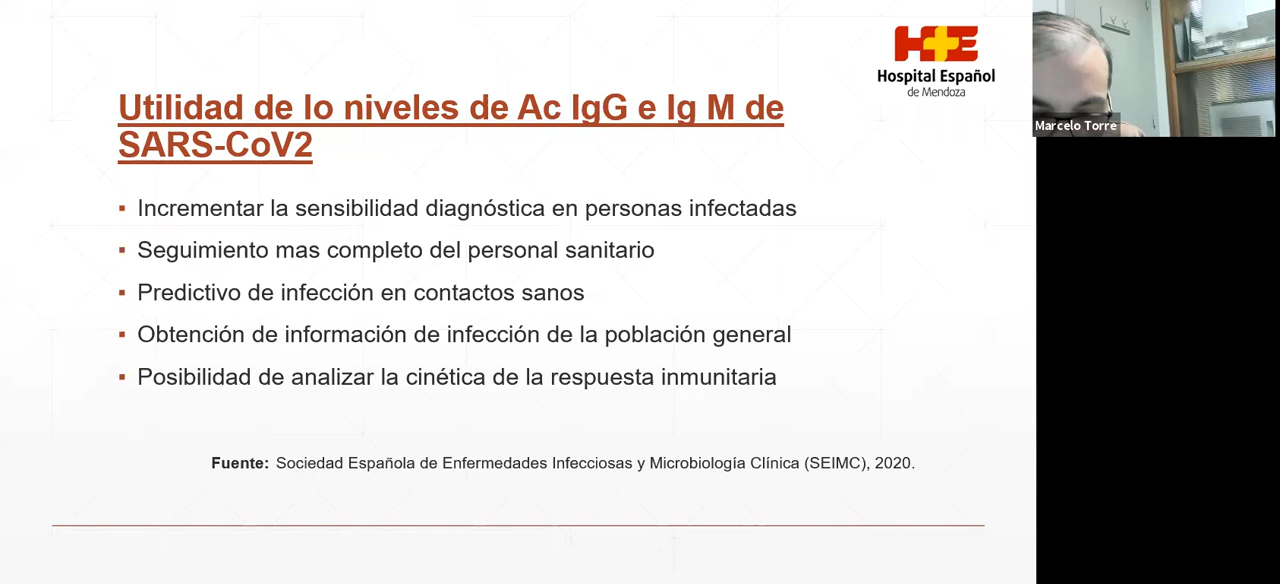 Hospital Español
de Mendoza
Marcelo Torre
Utilidad de lo niveles de Ac IgG e Ig M de
SARS-CoV2
▪ Incrementar la sensibilidad diagnóstica en personas infectadas
▪ Seguimiento mas completo del personal sanitario
▪ Predictivo de infección en contactos sanos
▪ Obtención de información de infección de la población general
▪ Posibilidad de analizar la cinética de la respuesta inmunitaria
Fuente: Sociedad Española de Enfermedades Infecciosas y Microbiología Clínica (SEIMC), 2020.